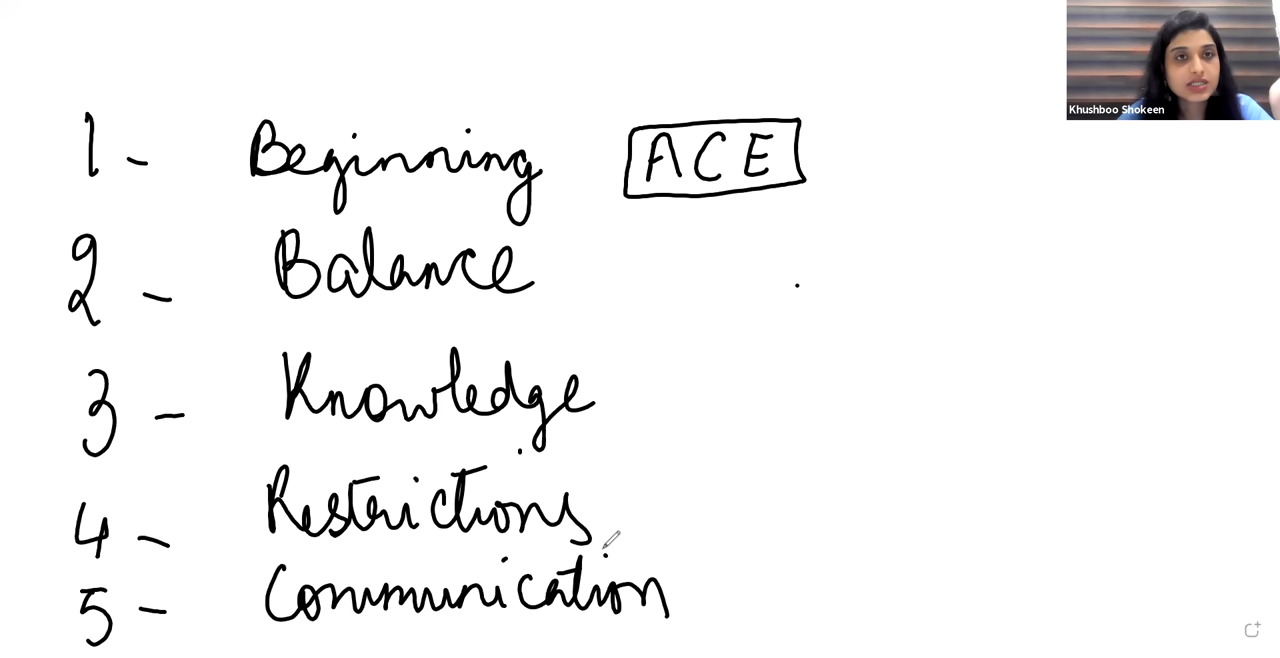 Khushboo Shokeen
1 - Beginning ACE
2 - Balance
3 - Knowledge
4 - Restrictions
5 - Communication